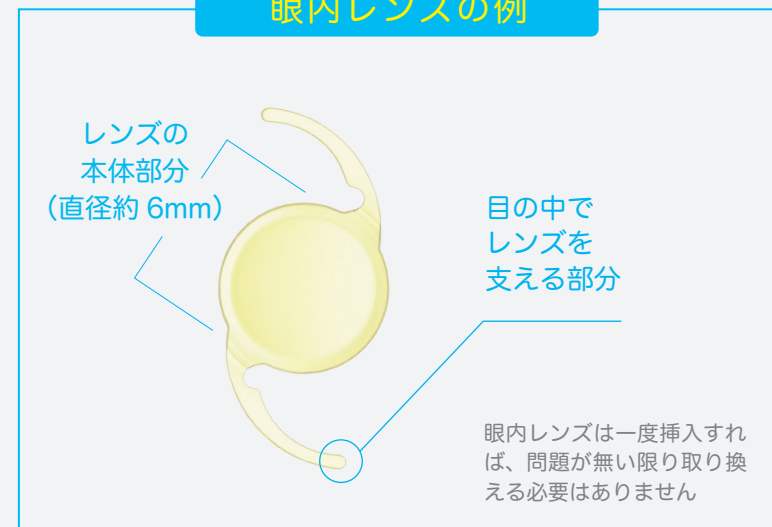 眼内レンズの例
レンズの
本体部分
（直径約 6mm）
目の中で
レンズを
支える部分
眼内レンズは一度挿入すれ
ば、問題が無い限り取り換
える必要はありません